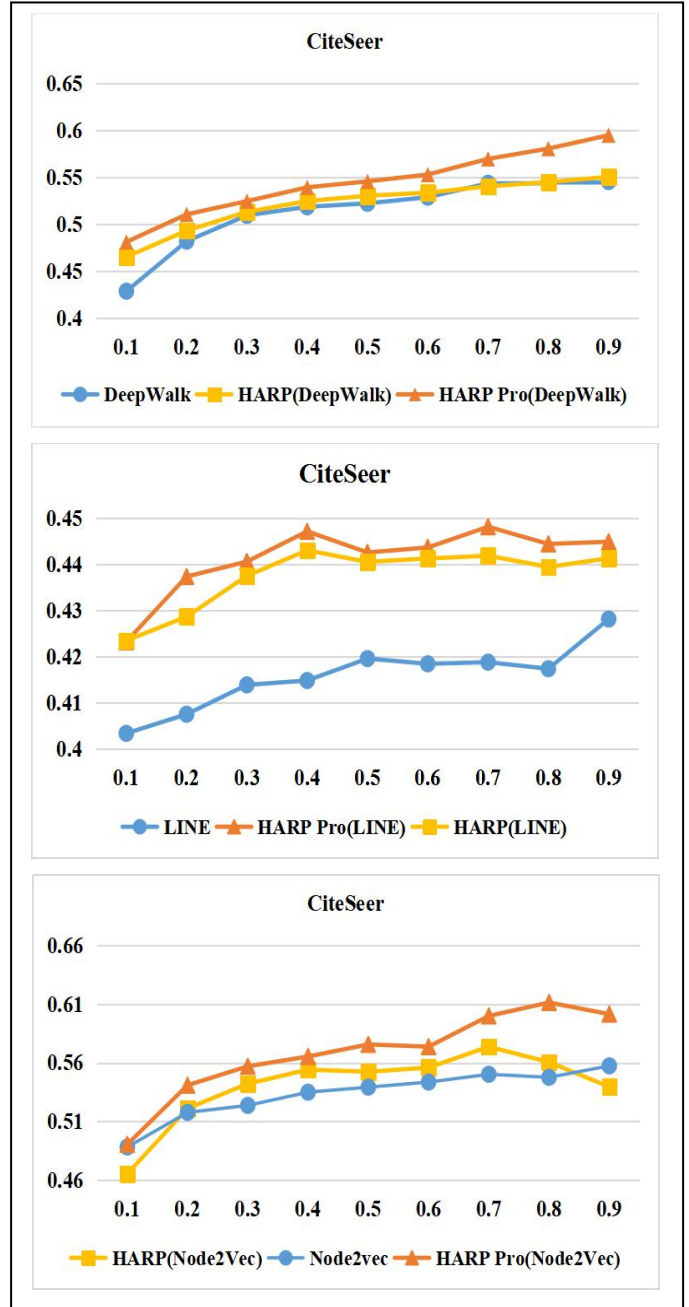 CiteSeer
0.65
0.6
0.55
0.5
0.45
0.4
0.1 0.2 0.3 0.4 0.5 0.6 0.7 0.8 0.9
DeepWalk HARP(DeepWalk) HARP Pro(DeepWalk)
CiteSeer
0.45
0.44
0.43
0.42
0.41
0.4
0.1 0.2 0.3 0.4 0.5 0.6 0.7 0.8 0.9
LINE HARP Pro(LINE) HARP(LINE)
CiteSeer
0.66
0.61
0.56
0.51
0.46
0.1 0.2 0.3 0.4 0.5 0.6 0.7 0.8 0.9
HARP(Node2Vec) Node2vec HARP Pro(Node2Vec)